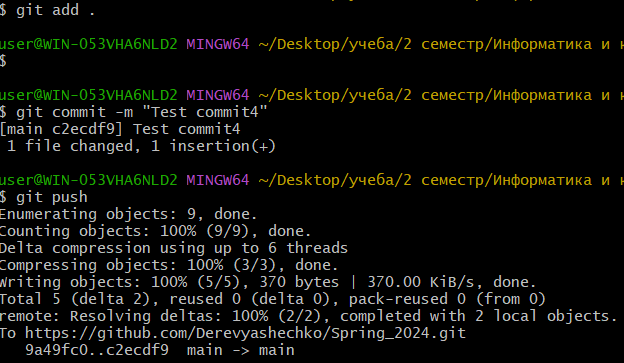 $ git add .
user@WIN-O53VHA6NLD2 MINGW64 ~/Desktop/учеба/2 семестр/Информатика и
$
user@WIN-O53VHA6NLD2 MINGW64 ~/Desktop/учеба/2 семестр/Информатика и
$ git commit -m "Test commit4"
[main c2ecdf9] Test commit4
1 file changed, 1 insertion(+)
user@WIN-O53VHA6NLD2 MINGW64 ~/Desktop/учеба/2 семестр/Информатика и
$ git push
Enumerating objects: 9, done.
Counting objects: 100% (9/9), done.
Delta compression using up to 6 threads
Compressing objects: 100% (3/3), done.
Writing objects: 100% (5/5), 370 bytes | 370.00 KiB/s, done.
Total 5 (delta 2), reused 0 (delta 0), pack-reused 0 (from 0)
remote: Resolving deltas: 100% (2/2), completed with 2 local objects.
To https://github.com/Derevyashechko/Spring_2024.git
9a49fc0..c2ecdf9 main -> main